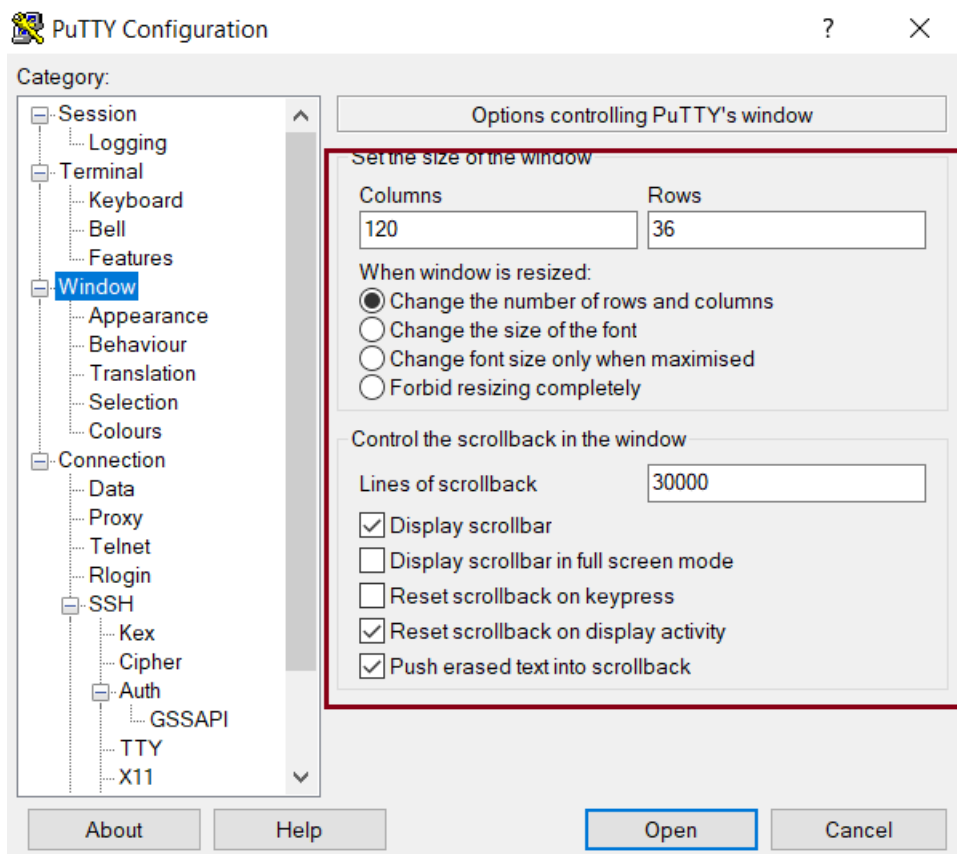 PuTTY Configuration
?
Category:
Session
Logging
Terminal
Keyboard
Bell
Features
Window
Appearance
Behaviour
Translation
Selection
Colours
Connection
Data
Proxy
Telnet
Rlogin
SSH
Kex
Cipher
Auth
GSSAPI
TTY
X11
Options controlling PuTTY's window
Set the size of the window
Columns Rows
120 36
When window is resized:
Change the number of rows and columns
Change the size of the font
Change font size only when maximised
Forbid resizing completely
Control the scrollback in the window
Lines of scrollback 30000
Display scrollbar
Display scrollbar in full screen mode
Reset scrollback on keypress
Reset scrollback on display activity
Push erased text into scrollback
About Help Open Cancel